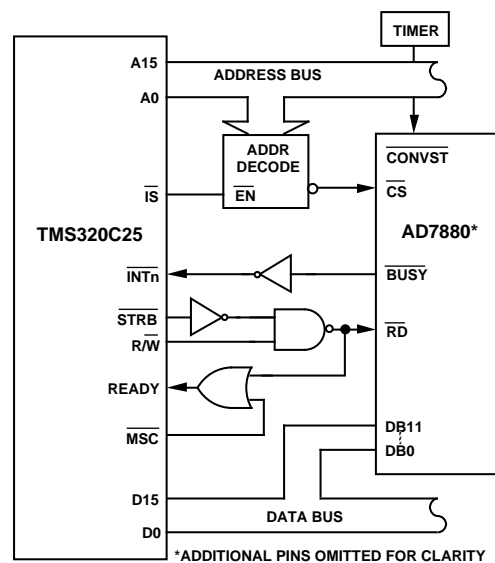 TIMER
A15
ADDRESS BUS
A0
ADDR
DECODE
CONVST
IS
EN
CS
TMS320C25
AD7880*
INTn
BUSY
STRB
R/W
RD
READY
MSC
DB11
DB0
D15
D0
DATA BUS
*ADDITIONAL PINS OMITTED FOR CLARITY